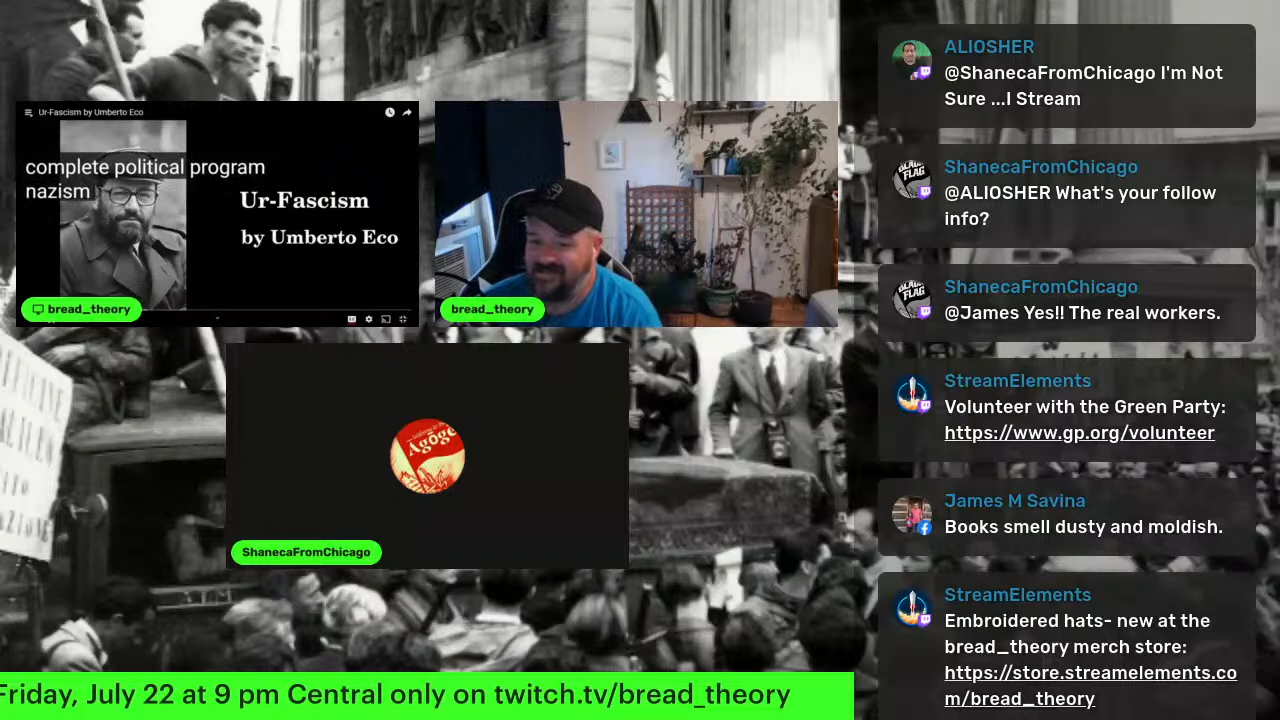 Ur-Fascism by Umberto Eco
complete political program
nazism
Ur-Fascism
by Umberto Eco
bread_theory
bread_theory
Agōge
ShanecaFromChicago
Friday, July 22 at 9 pm Central only on twitch.tv/bread_theory
ALIOSHER
@ShanecaFromChicago I'm Not
Sure ...I Stream
ShanecaFromChicago
@ALIOSHER What's your follow
info?
ShanecaFromChicago
@James Yes!! The real workers.
StreamElements
Volunteer with the Green Party:
https://www.gp.org/volunteer
James M Savina
Books smell dusty and moldish.
StreamElements
Embroidered hats- new at the
bread_theory merch store:
https://store.streamelements.co
m/bread_theory